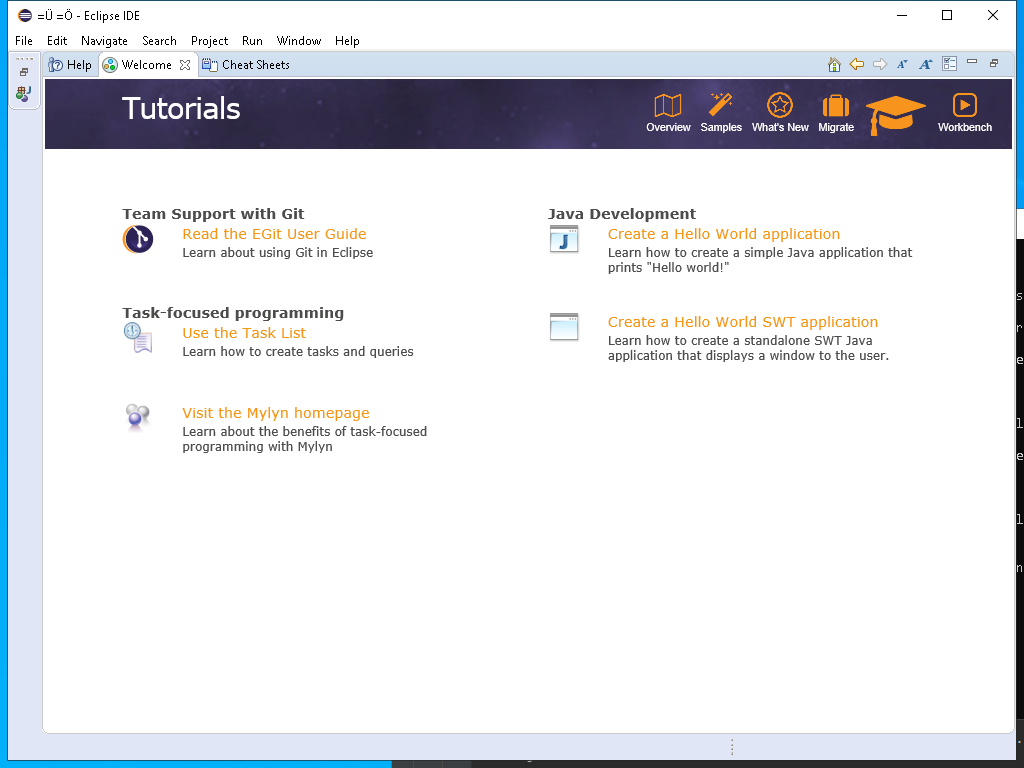 =Ü =Ö - Eclipse IDE
File Edit Navigate Search Project Run Window Help
Help Welcome Cheat Sheets
Tutorials
Overview Samples What's New Migrate Workbench
Team Support with Git
Read the EGit User Guide
Learn about using Git in Eclipse
Task-focused programming
Use the Task List
Learn how to create tasks and queries
Visit the Mylyn homepage
Learn about the benefits of task-focused
programming with Mylyn
Java Development
Create a Hello World application
Learn how to create a simple Java application that
prints "Hello world!"
Create a Hello World SWT application
Learn how to create a standalone SWT Java
application that displays a window to the user.